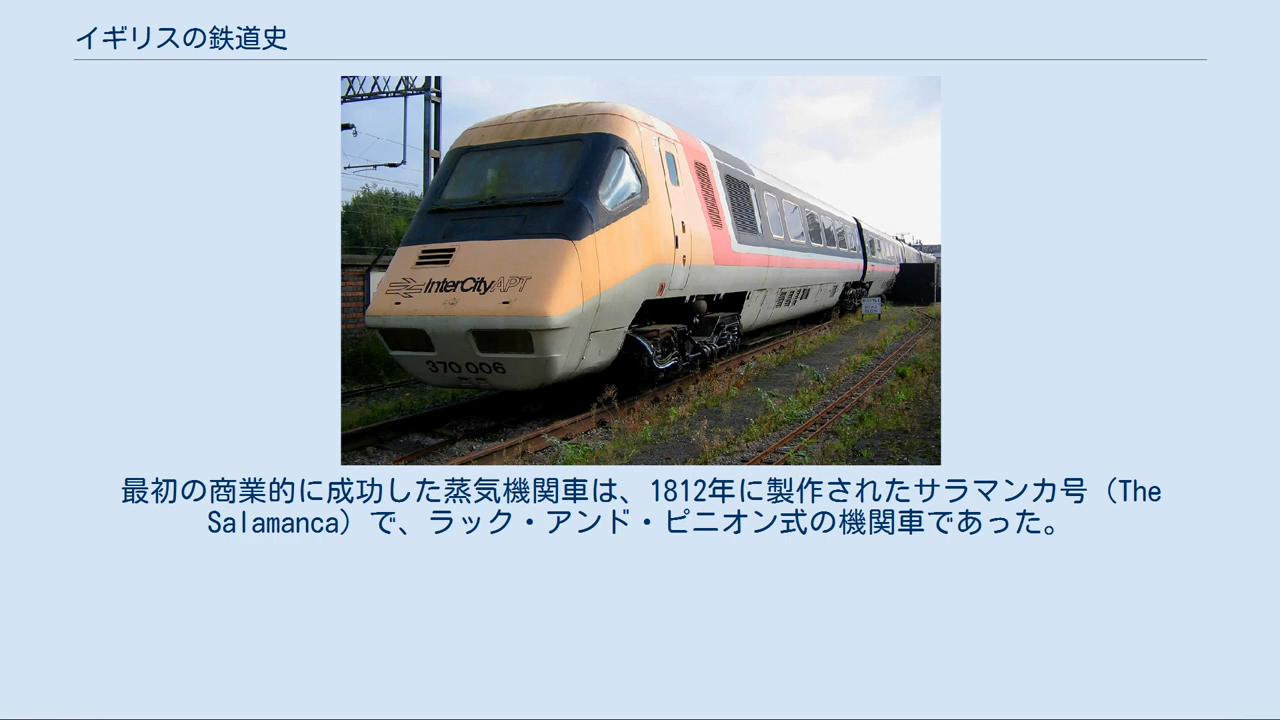 イギリスの鉄道史
InterCity APT
370 006
最初の商業的に成功した蒸気機関車は、1812年に製作されたサラマンカ号（The
Salamanca）で、ラック・アンド・ピニオン式の機関車であった。